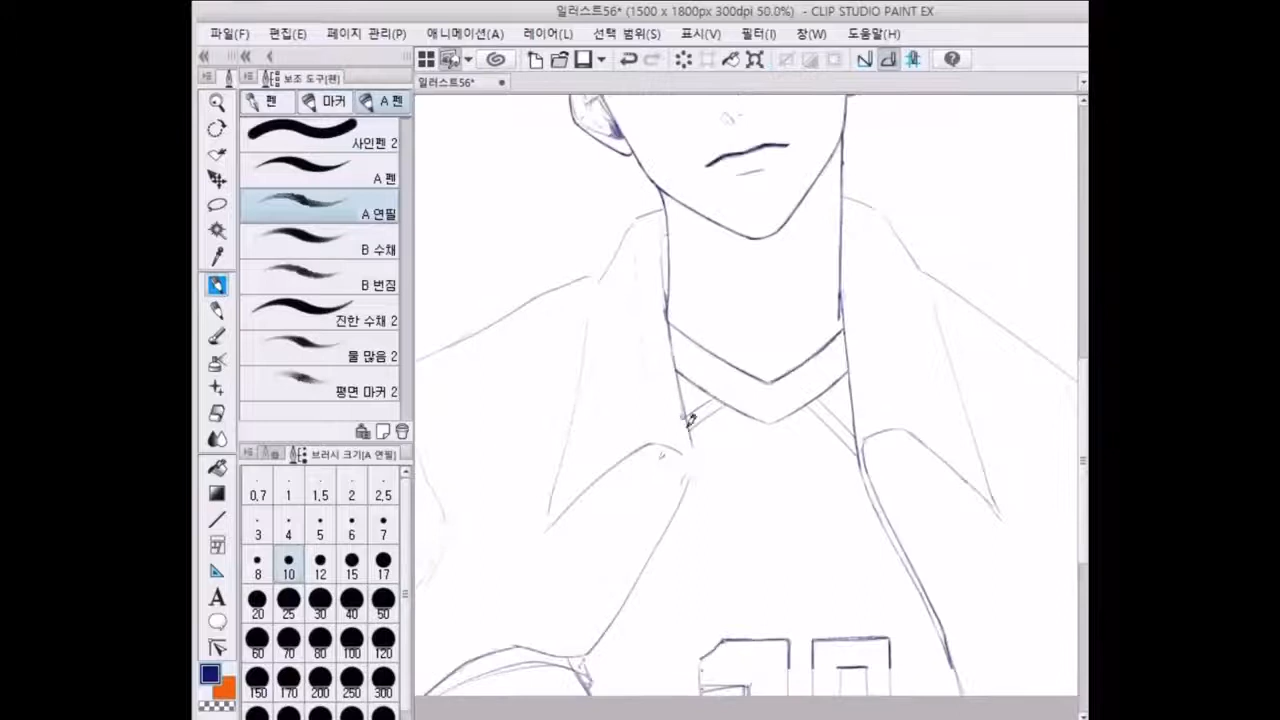 일러스트56* (1500 x 1800px 300dpi 50.0%) - CLIP STUDIO PAINT EX
파일(F) 편집(E) 페이지 관리(P) 애니메이션(A) 레이어(L) 선택 범위(S) 표시(V) 필터(I) 창(W) 도움말(H)
보조 도구[펜] 일러스트56*
펜 마커 A 펜
사인펜 2
A 펜
A 연필
B 수채
B 번짐
진한 수채 2
물 많음 2
평면 마커 2
브러시 크기[A 연필]
0.7 1 1.5 2 2.5
3 4 5 6 7
8 10 12 15 17
20 25 30 40 50
60 70 80 100 120
150 170 200 250 300